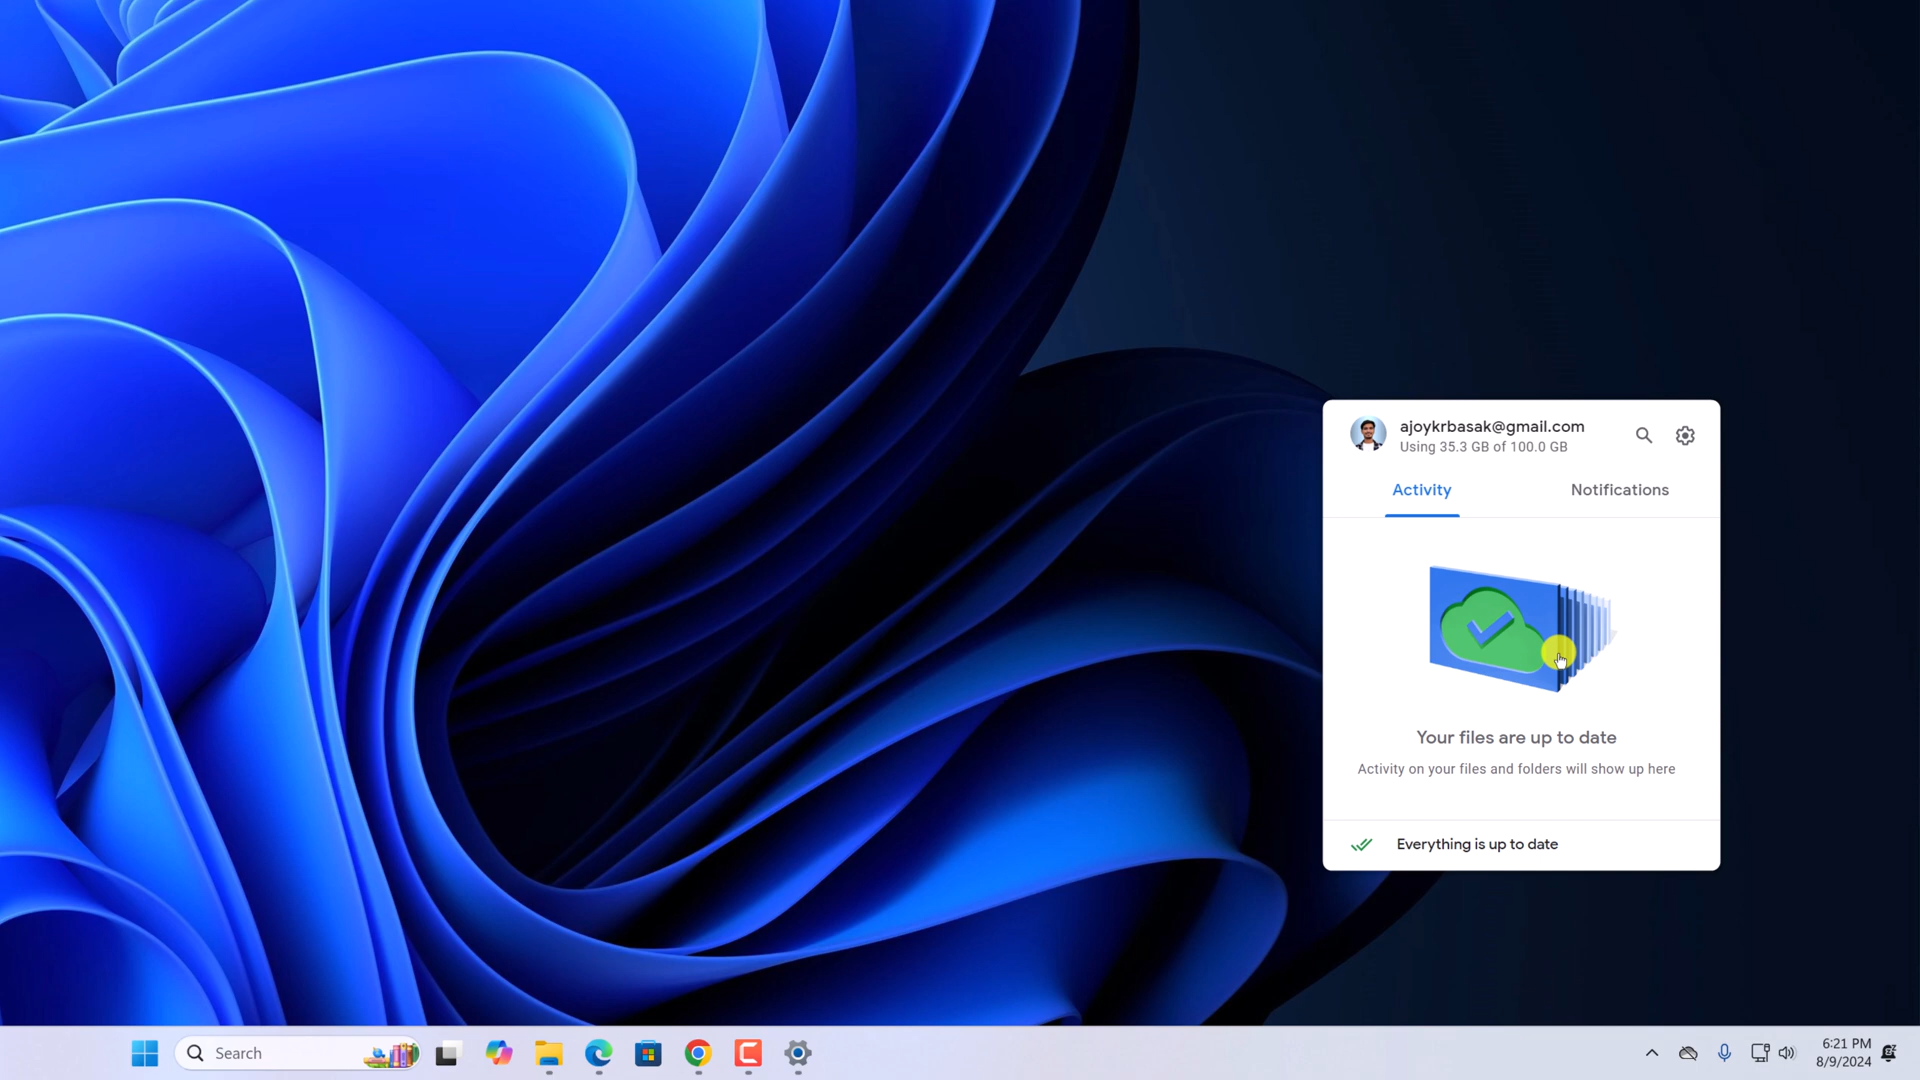 ajoykrbasak@gmail.com
Using 35.3 GB of 100.0 GB
Activity
Notifications
Your files are up to date
Activity on your files and folders will show up here
Everything is up to date
Search
6:21 PM
8/9/2024